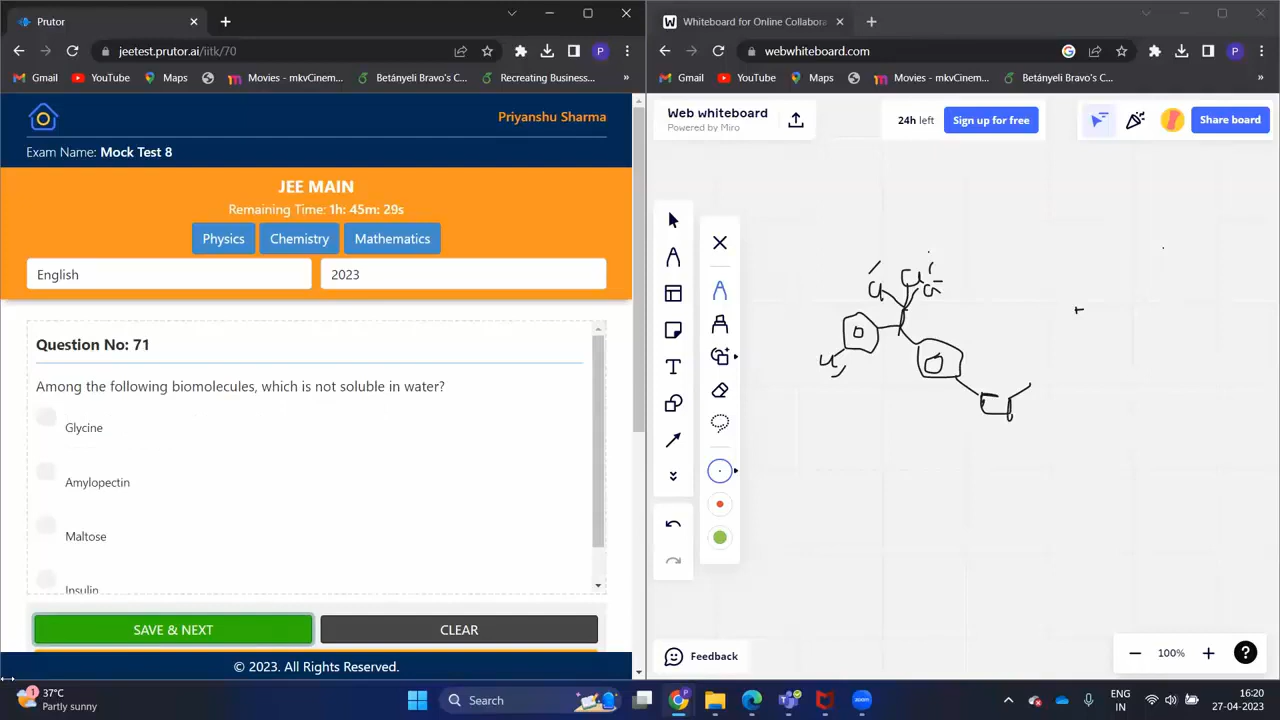 Prutor
Whiteboard for Online Collabora
jeetest.prutor.ai/iitk/70
webwhiteboard.com
Gmail YouTube Maps Movies - mkvCinem... Betányeli Bravo's C... Recreating Business... »
Gmail YouTube Maps Movies - mkvCinem... Betányeli Bravo's C... »
Priyanshu Sharma
Exam Name: Mock Test 8
JEE MAIN
Remaining Time: 1h: 45m: 29s
Physics Chemistry Mathematics
English 2023
Question No: 71
Among the following biomolecules, which is not soluble in water?
Glycine
Amylopectin
Maltose
Insulin
SAVE & NEXT CLEAR
© 2023. All Rights Reserved.
Web whiteboard
Powered by Miro
24h left Sign up for free
Share board
Feedback
100%
37°C
Partly sunny
Search
ENG
IN
16:20
27-04-2023